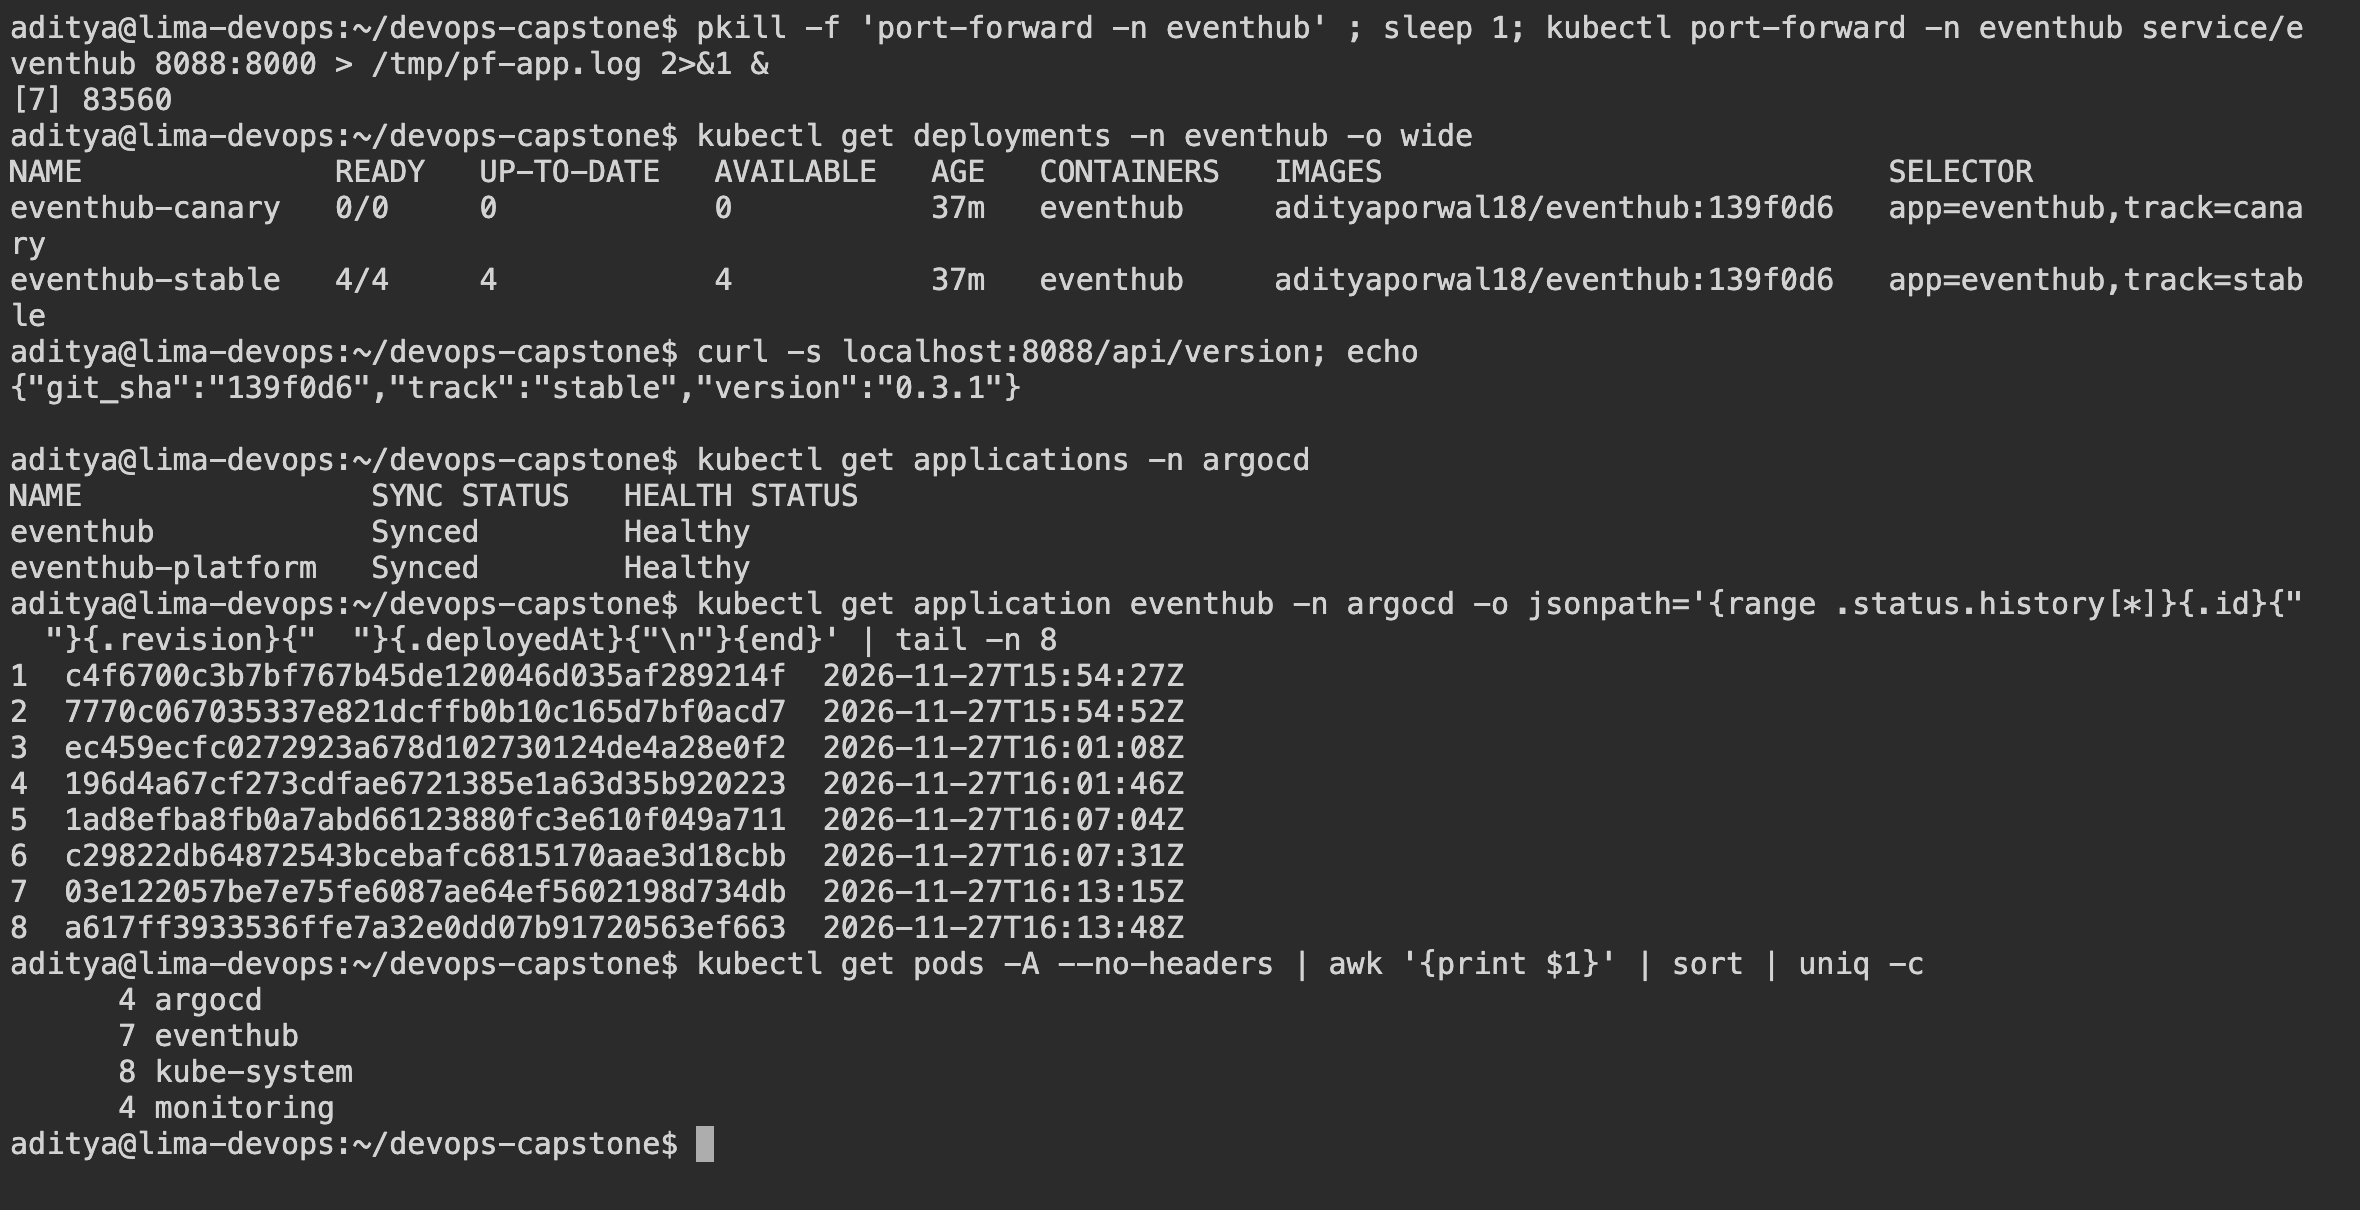 aditya@lima-devops:~/devops-capstone$ pkill -f 'port-forward -n eventhub' ; sleep 1; kubectl port-forward -n eventhub service/e
venthub 8088:8000 > /tmp/pf-app.log 2>&1 &
[7] 83560
aditya@lima-devops:~/devops-capstone$ kubectl get deployments -n eventhub -o wide
NAME              READY   UP-TO-DATE   AVAILABLE   AGE   CONTAINERS   IMAGES                            SELECTOR
eventhub-canary   0/0     0            0           37m   eventhub     adityaporwal18/eventhub:139f0d6   app=eventhub,track=cana
ry
eventhub-stable   4/4     4            4           37m   eventhub     adityaporwal18/eventhub:139f0d6   app=eventhub,track=stab
le
aditya@lima-devops:~/devops-capstone$ curl -s localhost:8088/api/version; echo
{"git_sha":"139f0d6","track":"stable","version":"0.3.1"}

aditya@lima-devops:~/devops-capstone$ kubectl get applications -n argocd
NAME                SYNC STATUS   HEALTH STATUS
eventhub            Synced        Healthy
eventhub-platform   Synced        Healthy
aditya@lima-devops:~/devops-capstone$ kubectl get application eventhub -n argocd -o jsonpath='{range .status.history[*]}{.id}{"
  "}{.revision}{"  "}{.deployedAt}{"\n"}{end}' | tail -n 8
1  c4f6700c3b7bf767b45de120046d035af289214f  2026-11-27T15:54:27Z
2  7770c067035337e821dcffb0b10c165d7bf0acd7  2026-11-27T15:54:52Z
3  ec459ecfc0272923a678d102730124de4a28e0f2  2026-11-27T16:01:08Z
4  196d4a67cf273cdfae6721385e1a63d35b920223  2026-11-27T16:01:46Z
5  1ad8efba8fb0a7abd66123880fc3e610f049a711  2026-11-27T16:07:04Z
6  c29822db64872543bcebafc6815170aae3d18cbb  2026-11-27T16:07:31Z
7  03e122057be7e75fe6087ae64ef5602198d734db  2026-11-27T16:13:15Z
8  a617ff3933536ffe7a32e0dd07b91720563ef663  2026-11-27T16:13:48Z
aditya@lima-devops:~/devops-capstone$ kubectl get pods -A --no-headers | awk '{print $1}' | sort | uniq -c
      4 argocd
      7 eventhub
      8 kube-system
      4 monitoring
aditya@lima-devops:~/devops-capstone$